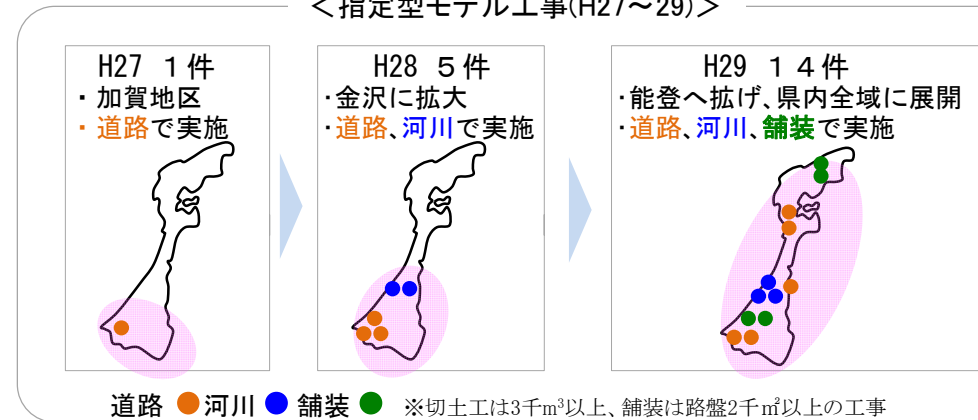 ＜指定型モデル工事(H27～29)＞
H27 １件
・ 加賀地区
・ 道路で実施
H28 ５件
・金沢に拡大
・道路、河川で実施
H29 １４件
・能登へ拡げ、県内全域に展開
・道路、河川、舗装で実施
道路 ●河川 ● 舗装 ● ※切土工は3千m³以上、舗装は路盤2千㎡以上の工事